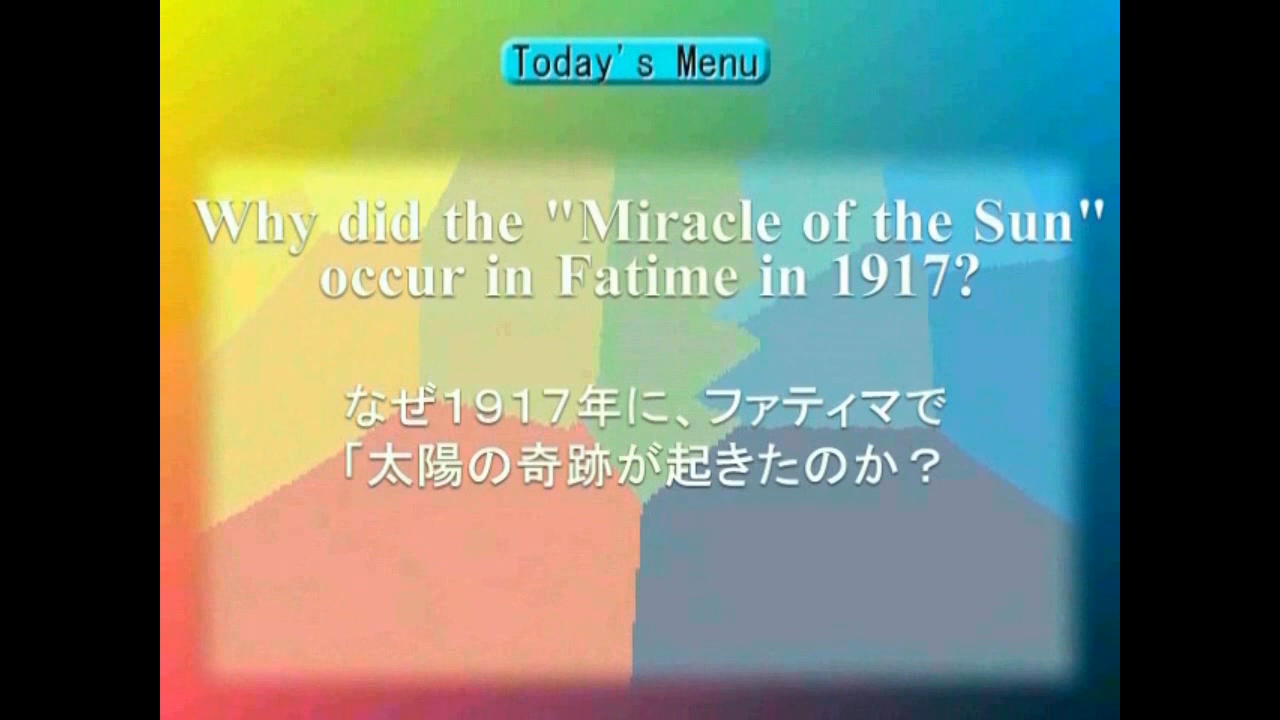 Today's Menu
Why did the "Miracle of the Sun"
occur in Fatime in 1917?
なぜ１９１７年に、ファティマで
「太陽の奇跡が起きたのか？